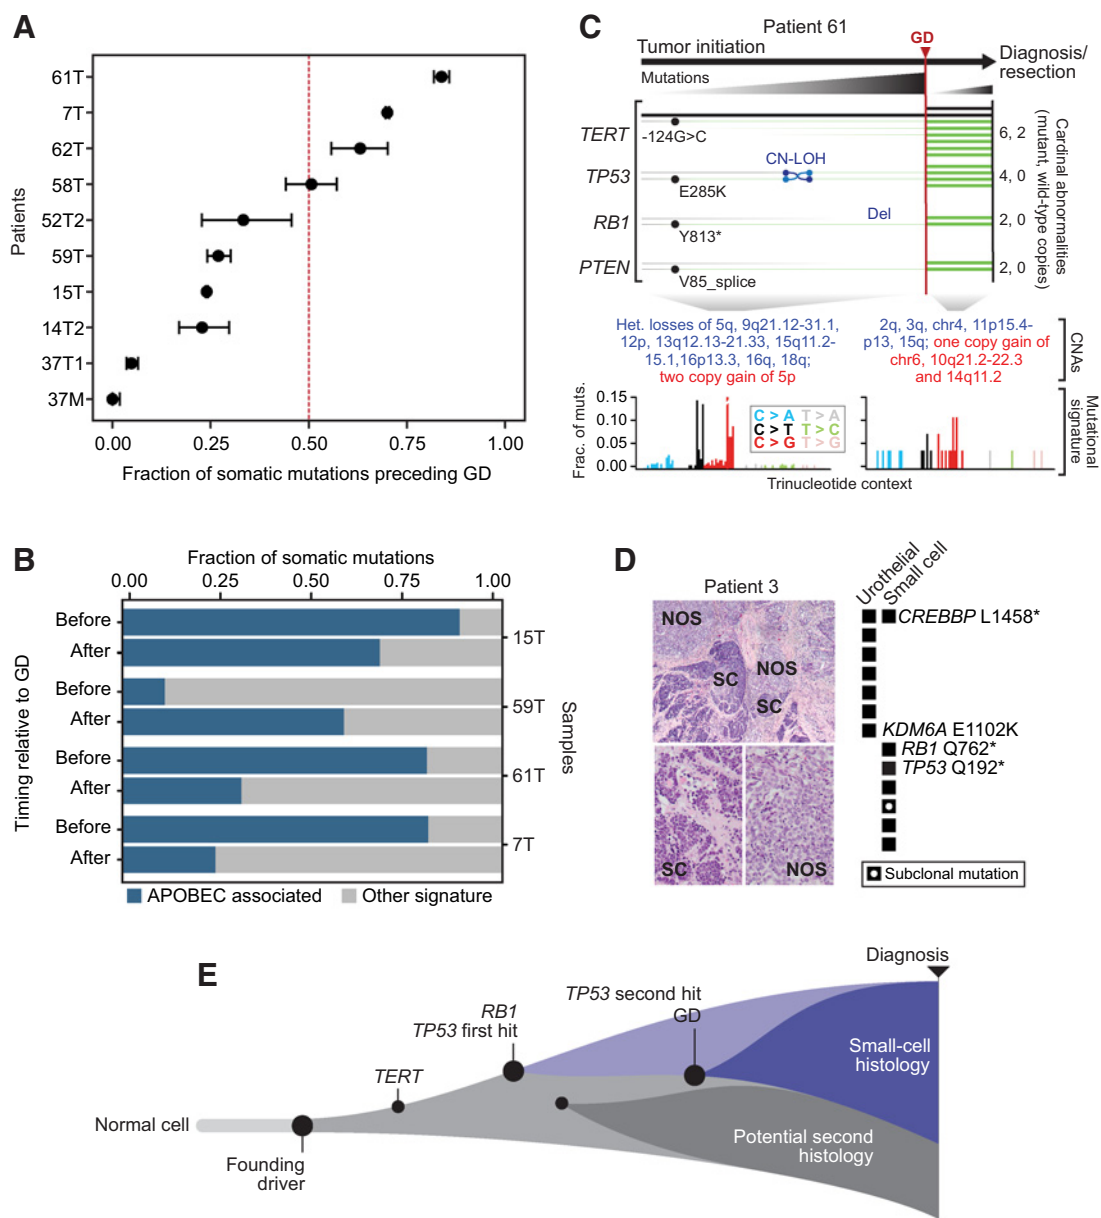 A
Patients
61T
7T
62T
58T
52T2
59T
15T
14T2
37T1
37M
0.00
0.25
0.50
0.75
1.00
Fraction of somatic mutations preceding GD
C
Patient 61
Tumor initiation
GD
Diagnosis/
resection
Mutations
TERT
-124G>C
TP53
E285K
CN-LOH
RB1
Y813*
Del
PTEN
V85_splice
6, 2
4, 0
2, 0
2, 0
Cardinal abnormalities
(mutant, wild-type copies)
Het. losses of 5q, 9q21.12-31.1,
12p, 13q12.13-21.33, 15q11.2-
15.1,16p13.3, 16q, 18q;
two copy gain of 5p
2q, 3q, chr4, 11p15.4-
p13, 15q; one copy gain of
chr6, 10q21.2-22.3
and 14q11.2
CNAs
Frac. of muts.
0.15
0.10
0.05
0.00
C > A T > A
C > T T > C
C > G T > G
Trinucleotide context
Mutational
signature
B
Fraction of somatic mutations
0.00
0.25
0.50
0.75
1.00
Timing relative to GD
Before
After
15T
Before
After
59T
Before
After
61T
Before
After
7T
Samples
APOBEC associated
Other signature
D
Patient 3
NOS
SC
NOS
SC
SC
NOS
Urothelial
Small cell
CREBBP L1458*
KDM6A E1102K
RB1 Q762*
TP53 Q192*
Subclonal mutation
E
Diagnosis
TP53 second hit
GD
RB1
TP53 first hit
TERT
Normal cell
Founding
driver
Small-cell
histology
Potential second
histology